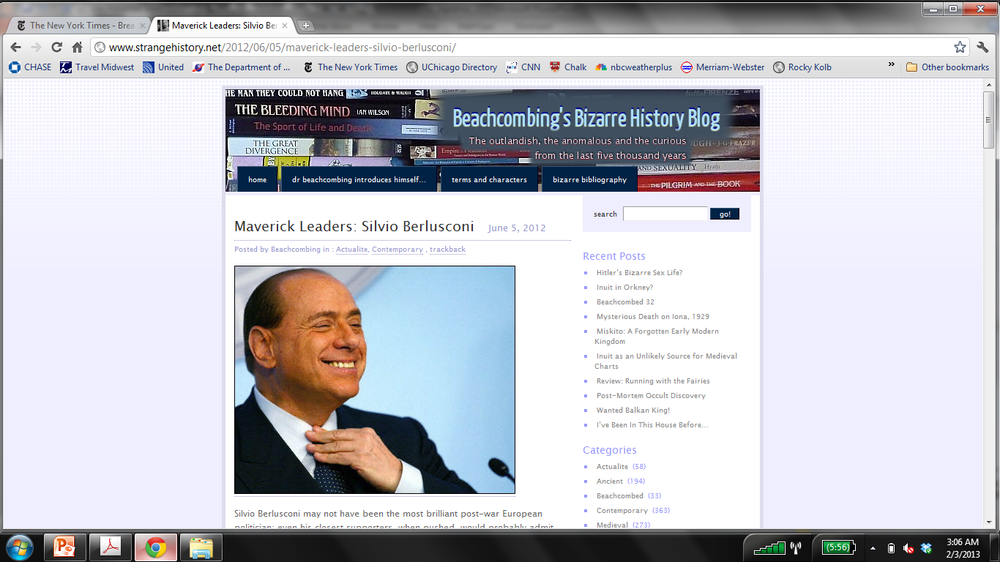 The New York Times - Brea
Maverick Leaders: Silvio Be
www.strangehistory.net/2012/06/05/maverick-leaders-silvio-berlusconi/
CHASE
Travel Midwest
United
The Department of ...
The New York Times
UChicago Directory
CNN
Chalk
nbcweatherplus
Merriam-Webster
Rocky Kolb
»
Other bookmarks
HE MAN THEY COULD NOT HANG
HOLGATE & WAUGH
FIRENZE
THE BLEEDING MIND
IAN WILSON
The Sport of Life and Death
THE GREAT
DIVERGENCE
Beachcombing's Bizarre History Blog
The outlandish, the anomalous and the curious
from the last five thousand years
J·G·FRAZER
AND SEXUALITY Hyam
THE PILGRIM AND THE BOOK
home
dr beachcombing introduces himself...
terms and characters
bizarre bibliography
Maverick Leaders: Silvio Berlusconi June 5, 2012
Posted by Beachcombing in : Actualite, Contemporary , trackback
Silvio Berlusconi may not have been the most brilliant post-war European
politician: even his closest supporters, when pushed, would probably admit
search
go!
Recent Posts
Hitler's Bizarre Sex Life?
Inuit in Orkney?
Beachcombed 32
Mysterious Death on Iona, 1929
Miskito: A Forgotten Early Modern
Kingdom
Inuit as an Unlikely Source for Medieval
Charts
Review: Running with the Fairies
Post-Mortem Occult Discovery
Wanted Balkan King!
I've Been In This House Before...
Categories
Actualite (58)
Ancient (194)
Beachcombed (33)
Contemporary (363)
Medieval (273)
(5:56)
3:06 AM
2/3/2013